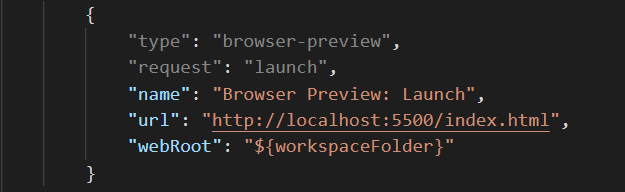 {
"type": "browser-preview",
"request": "launch",
"name": "Browser Preview: Launch",
"url": "http://localhost:5500/index.html",
"webRoot": "${workspaceFolder}"
}